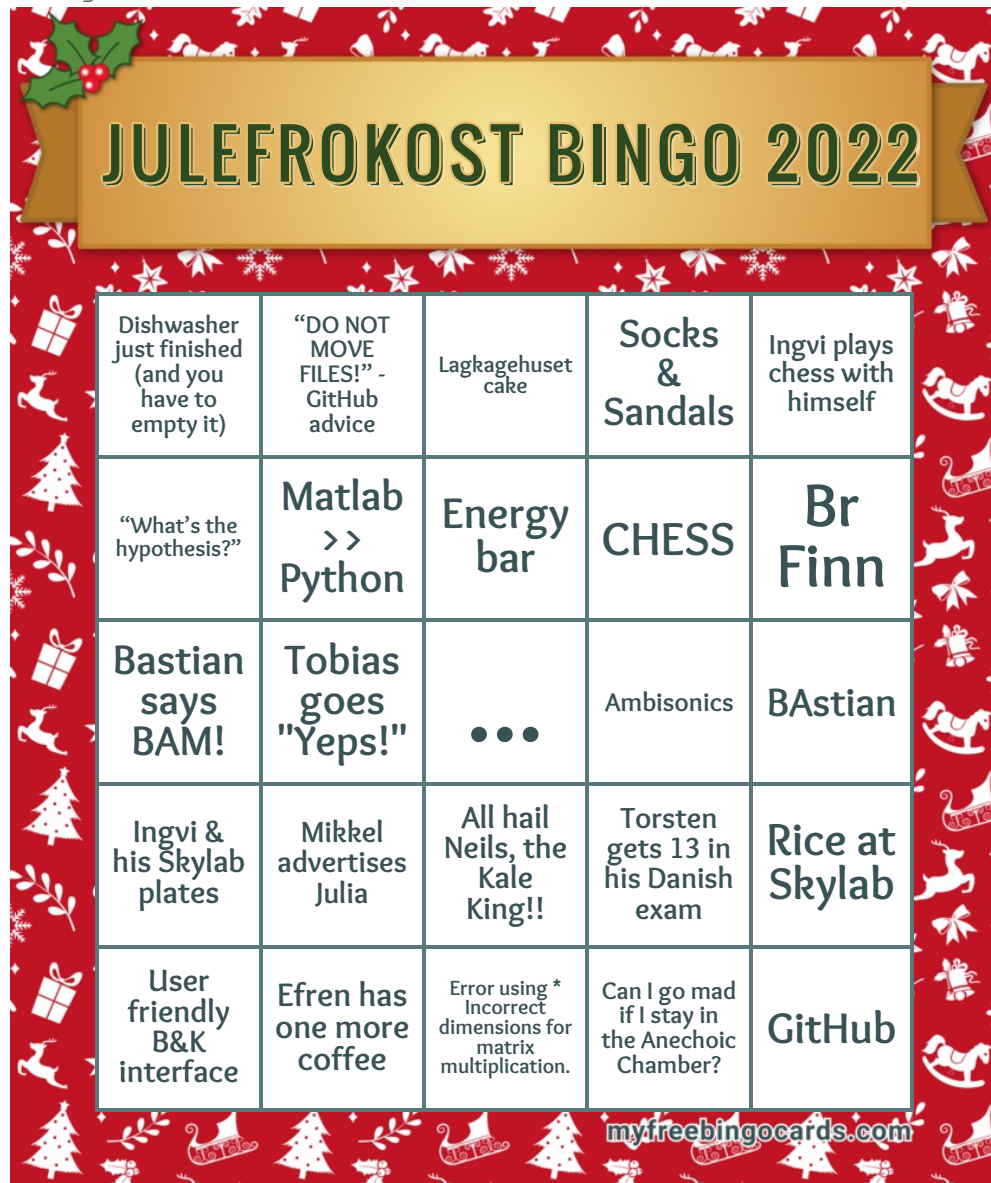 JULEFROKOST BINGO 2022
Dishwasher
just finished
(and you
have to
empty it)
“DO NOT
MOVE
FILES!” -
GitHub
advice
Lagkagehuset
cake
Socks
&
Sandals
Ingvi plays
chess with
himself
“What’s the
hypothesis?”
Matlab
>>
Python
Energy
bar
CHESS
Br
Finn
Bastian
says
BAM!
Tobias
goes
"Yeps!"
...
Ambisonics
BAstian
Ingvi &
his Skylab
plates
Mikkel
advertises
Julia
All hail
Neils, the
Kale
King!!
Torsten
gets 13 in
his Danish
exam
Rice at
Skylab
User
friendly
B&K
interface
Efren has
one more
coffee
Error using *
Incorrect
dimensions for
matrix
multiplication.
Can I go mad
if I stay in
the Anechoic
Chamber?
GitHub
myfreebingocards.com